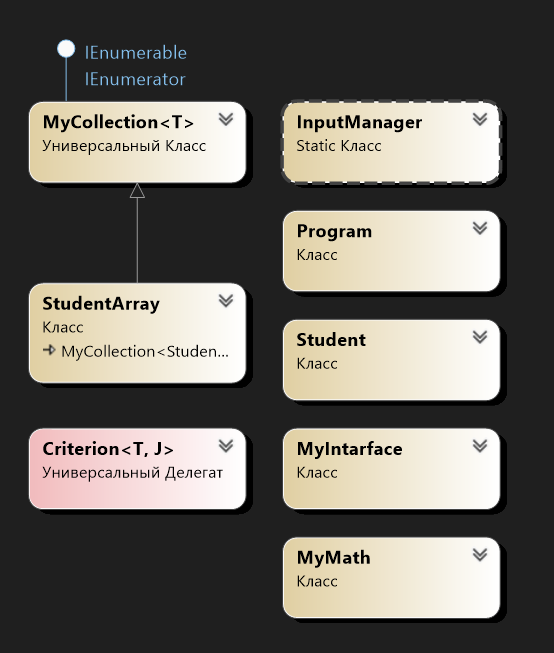 IEnumerable
IEnumerator
MyCollection<T>
Универсальный Класс
StudentArray
Класс
MyCollection<Studen...
Criterion<T, J>
Универсальный Делегат
InputManager
Static Класс
Program
Класс
Student
Класс
MyIntarface
Класс
MyMath
Класс